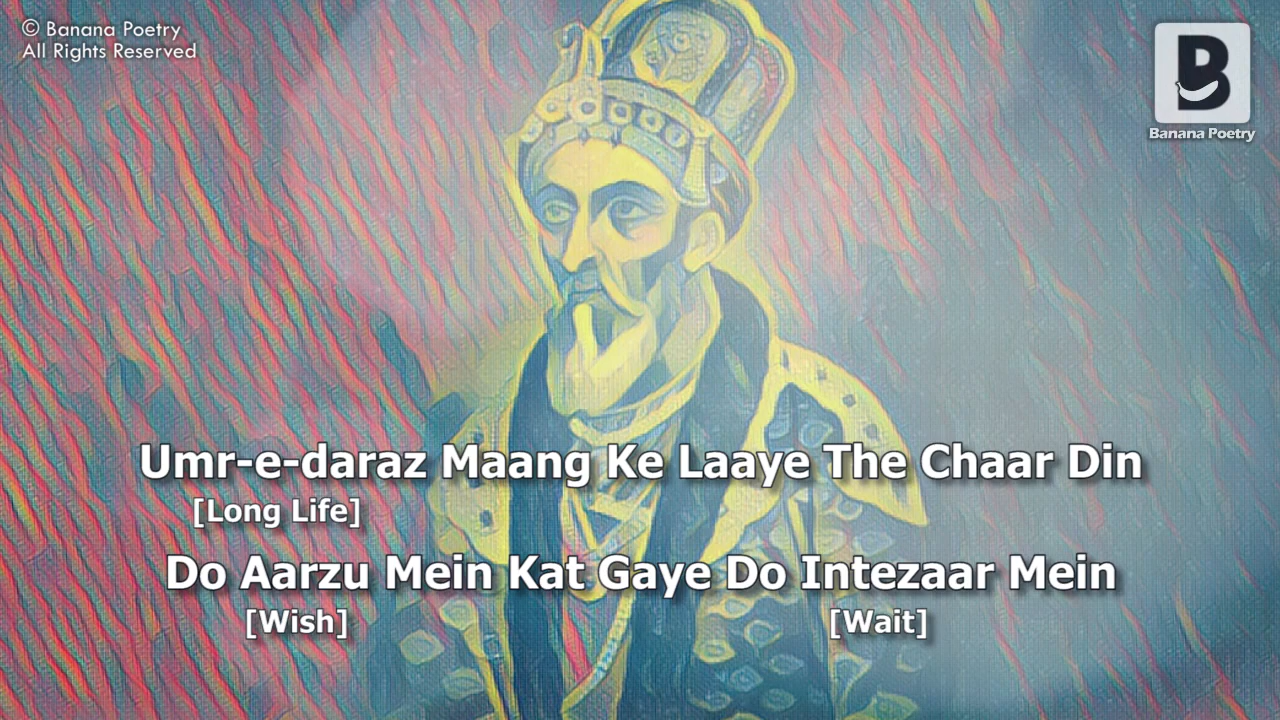 © Banana Poetry
All Rights Reserved
B
Banana Poetry
Umr-e-daraz Maang Ke Laaye The Chaar Din
[Long Life]
Do Aarzu Mein Kat Gaye Do Intezaar Mein
[Wish] [Wait]